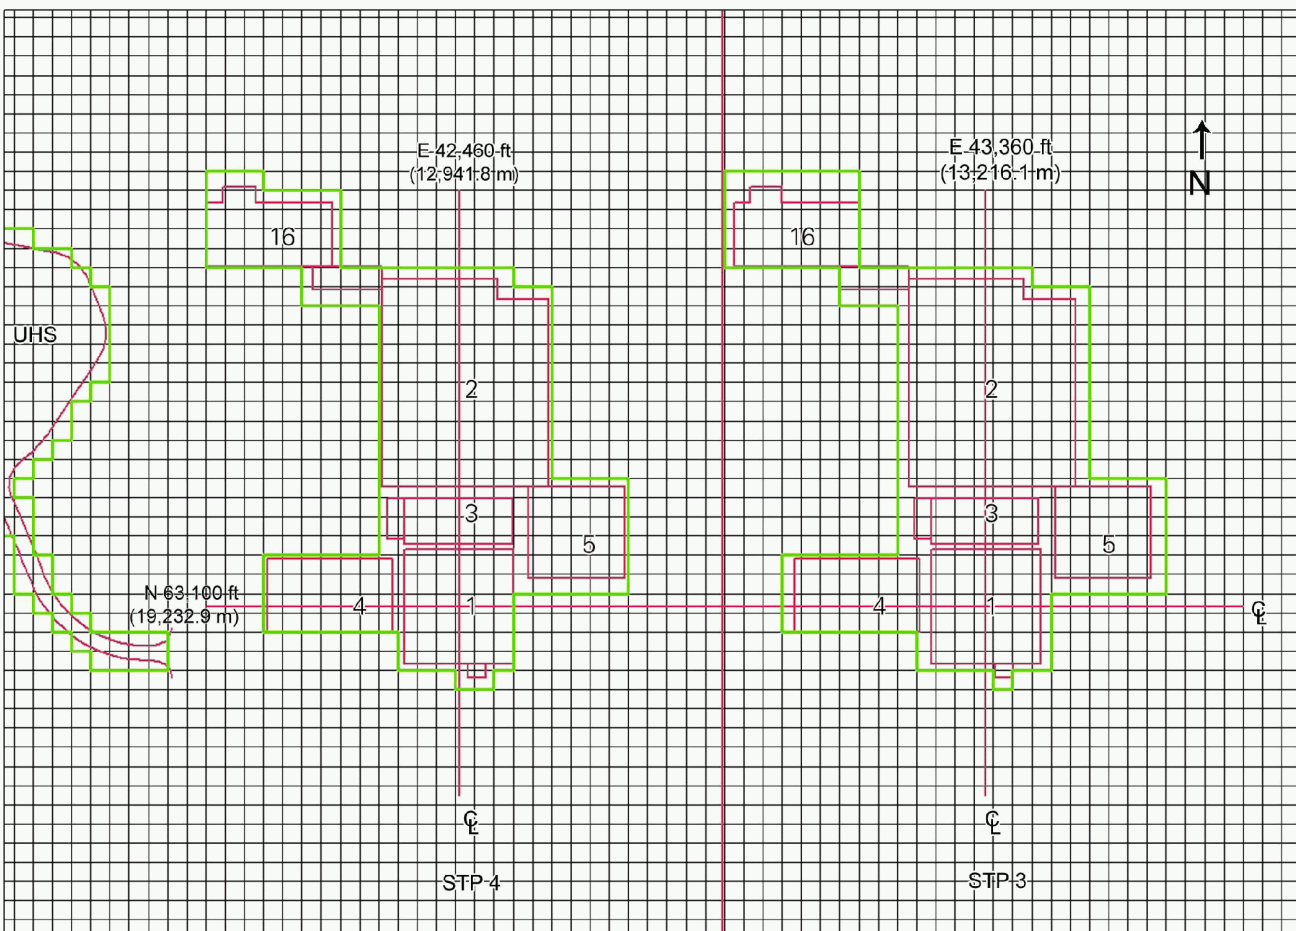 E 42,460 ft
(12,941.8 m)
E 43,360 ft
(13,216.1 m)
N
16
16
UHS
2
2
3
3
5
5
N 63,100 ft
(19,232.9 m)
4
1
4
1
℄
℄
℄
STP 4
STP 3